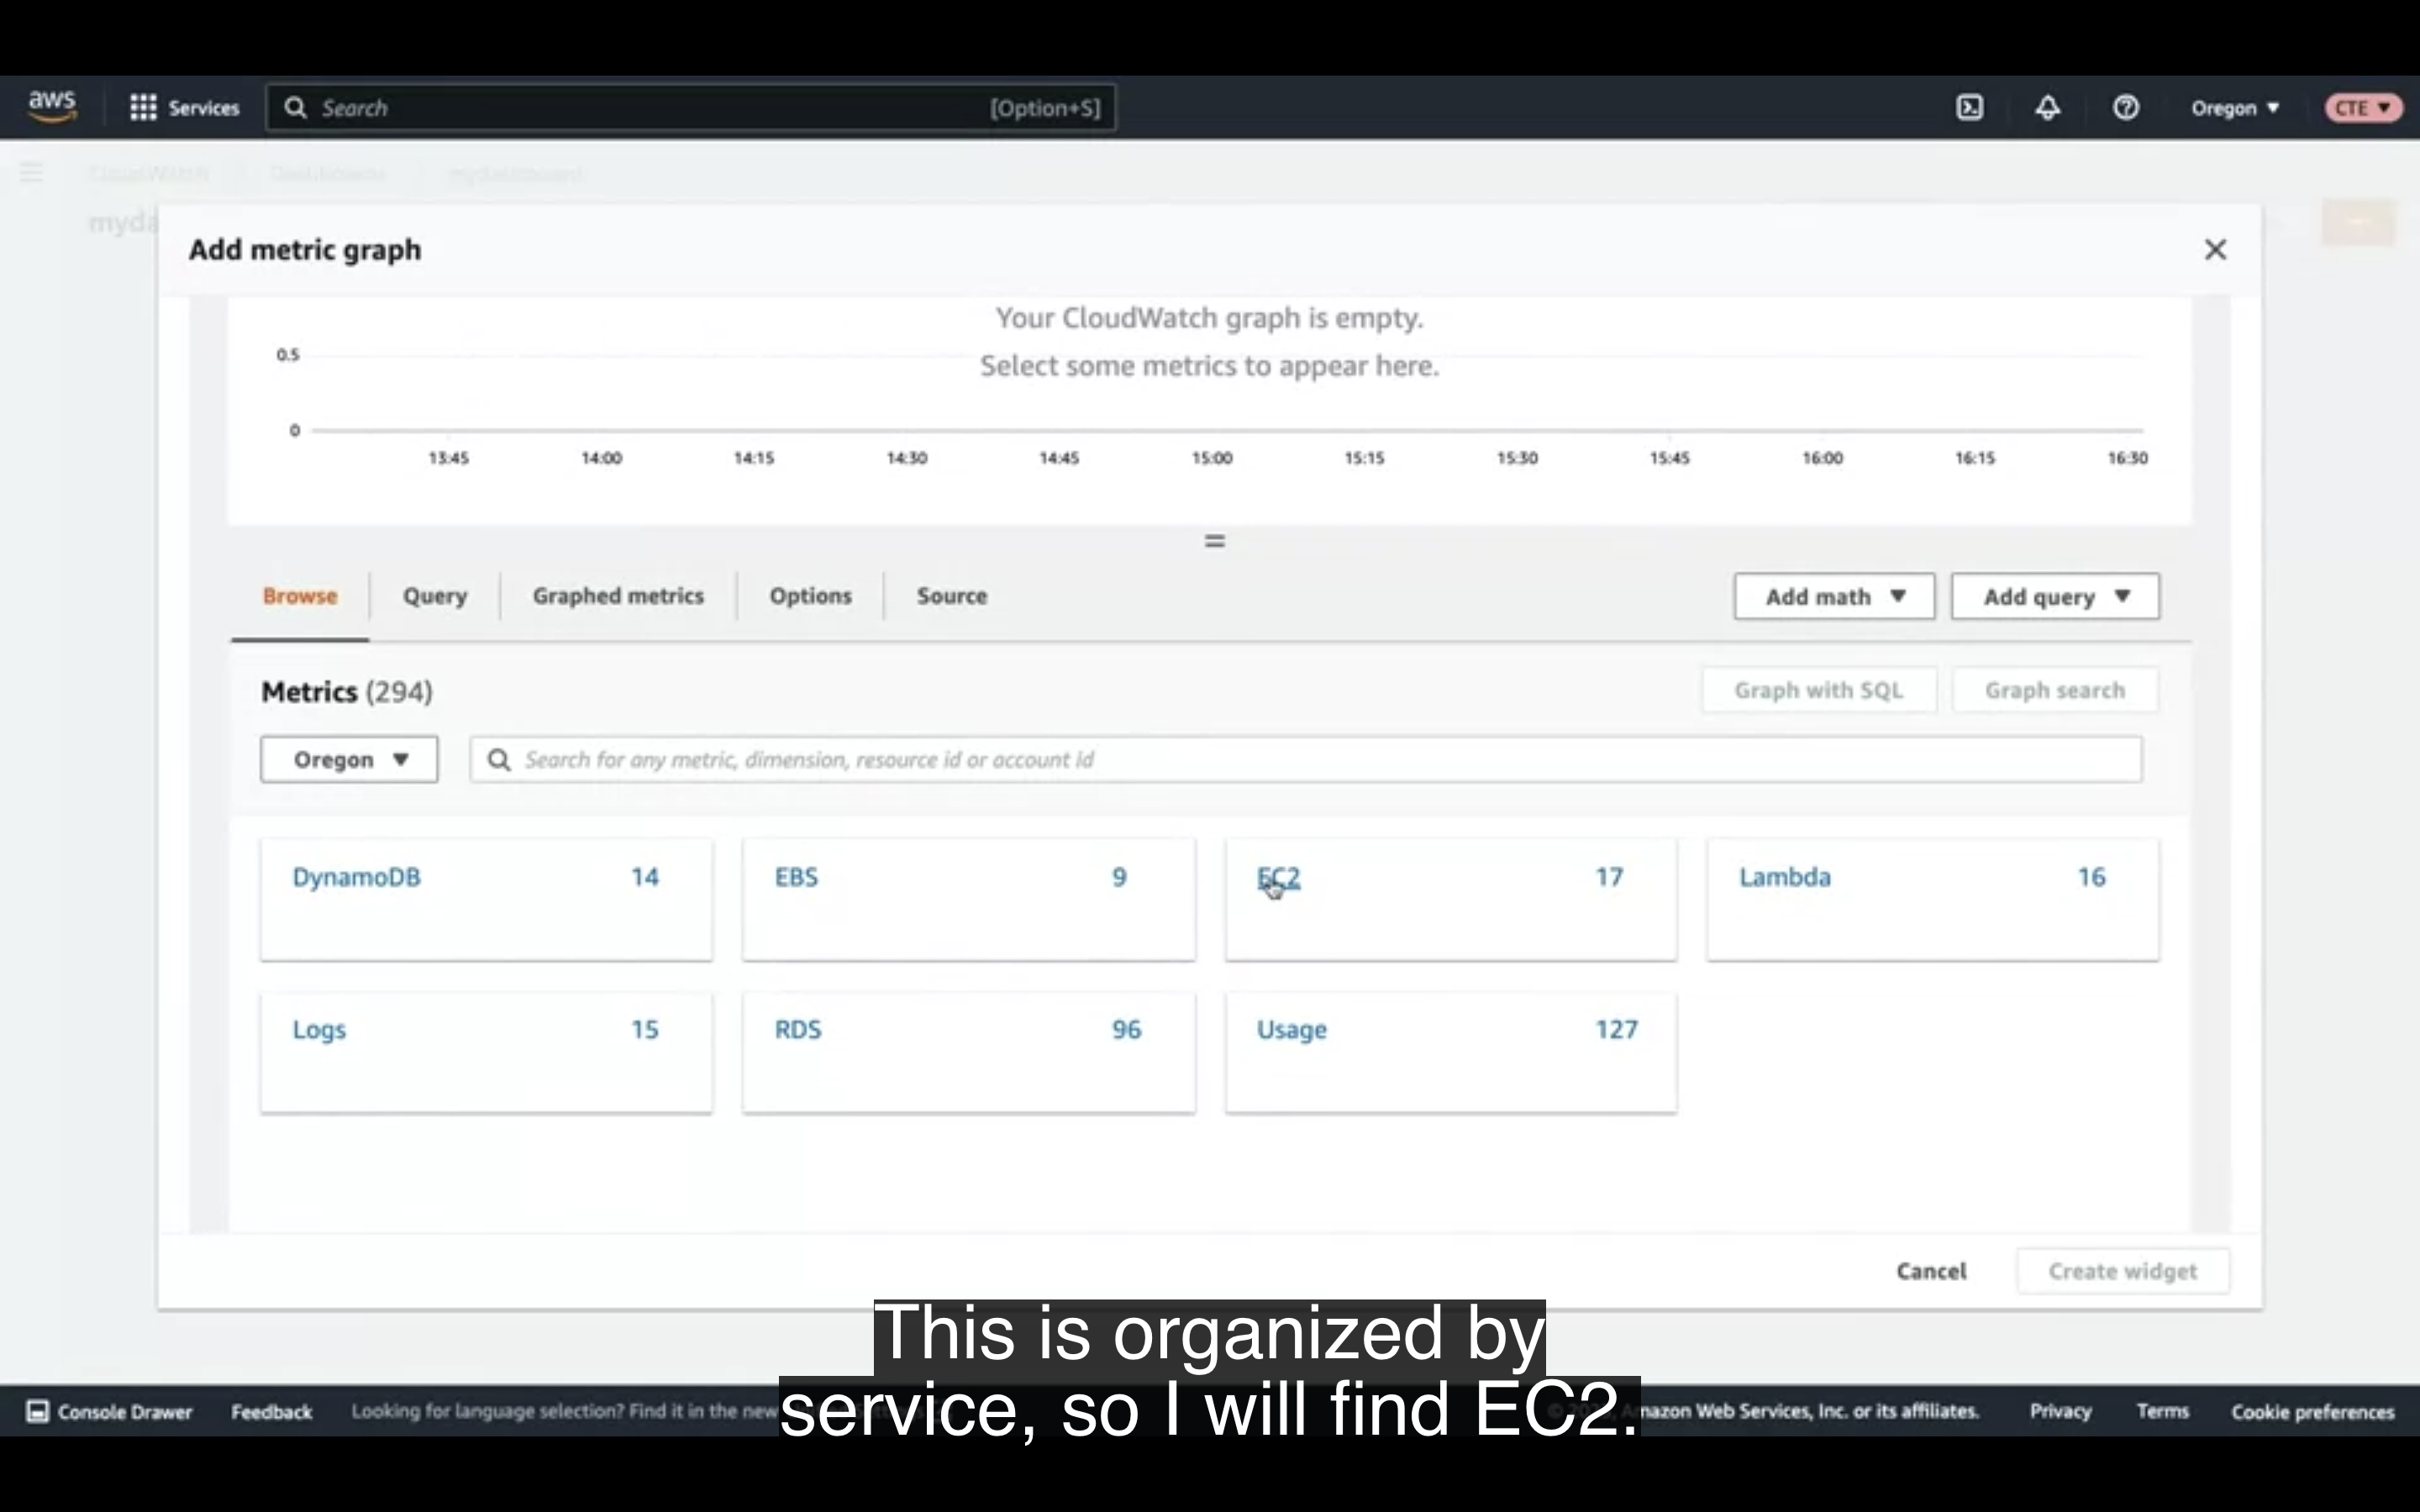 aws
Services
Search
[Option+S]
Oregon
CTE
CloudWatch
Dashboards
mydashboard
myda
Add metric graph
Your CloudWatch graph is empty.
Select some metrics to appear here.
0.5
0
13:45 14:00 14:15 14:30 14:45 15:00 15:15 15:30 15:45 16:00 16:15 16:30
Browse Query Graphed metrics Options Source Add math Add query
Metrics (294) Graph with SQL Graph search
Oregon Search for any metric, dimension, resource id or account id
DynamoDB 14 EBS 9 EC2 17 Lambda 16
Logs 15 RDS 96 Usage 127
Cancel Create widget
This is organized by
service, so I will find EC2.
Console Drawer Feedback Looking for language selection? Find it in the new mazon Web Services, Inc. or its affiliates. Privacy Terms Cookie preferences